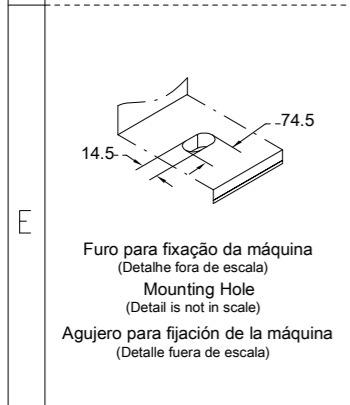 74.5
14.5
E
Furo para fixação da máquina
(Detalhe fora de escala)
Mounting Hole
(Detail is not in scale)
Agujero para fijación de la máquina
(Detalle fuera de escala)